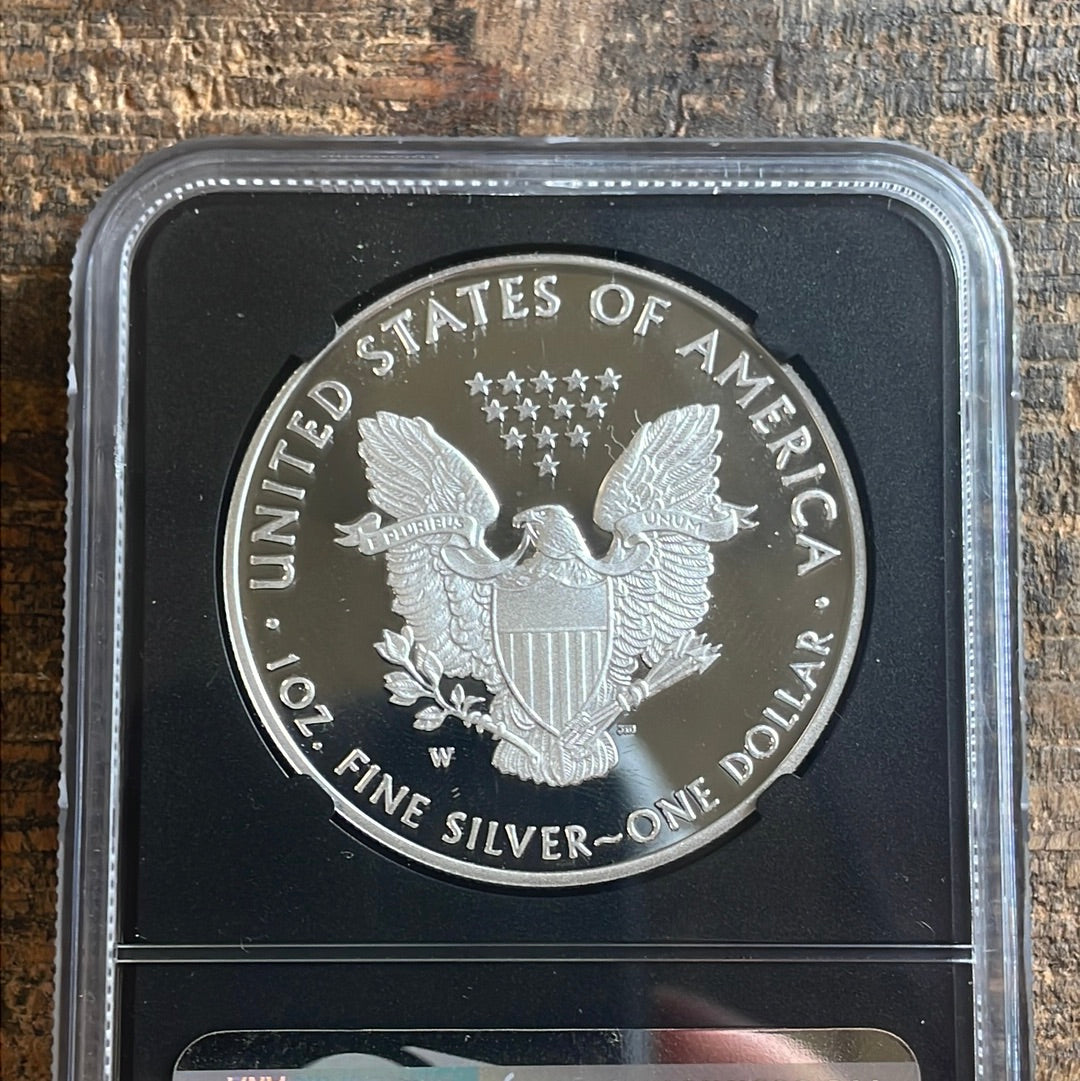 UNITED STATES OF AMERICA
PLURIBUS
UNUM
W
1 OZ. FINE SILVER~ONE DOLLAR